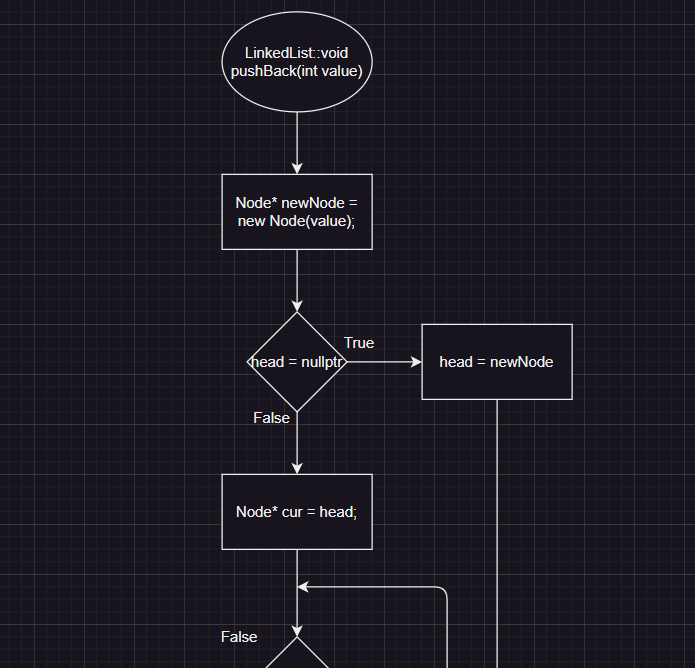 LinkedList::void
pushBack(int value)
Node* newNode =
new Node(value);
True
head = nullptr
head = newNode
False
Node* cur = head;
False